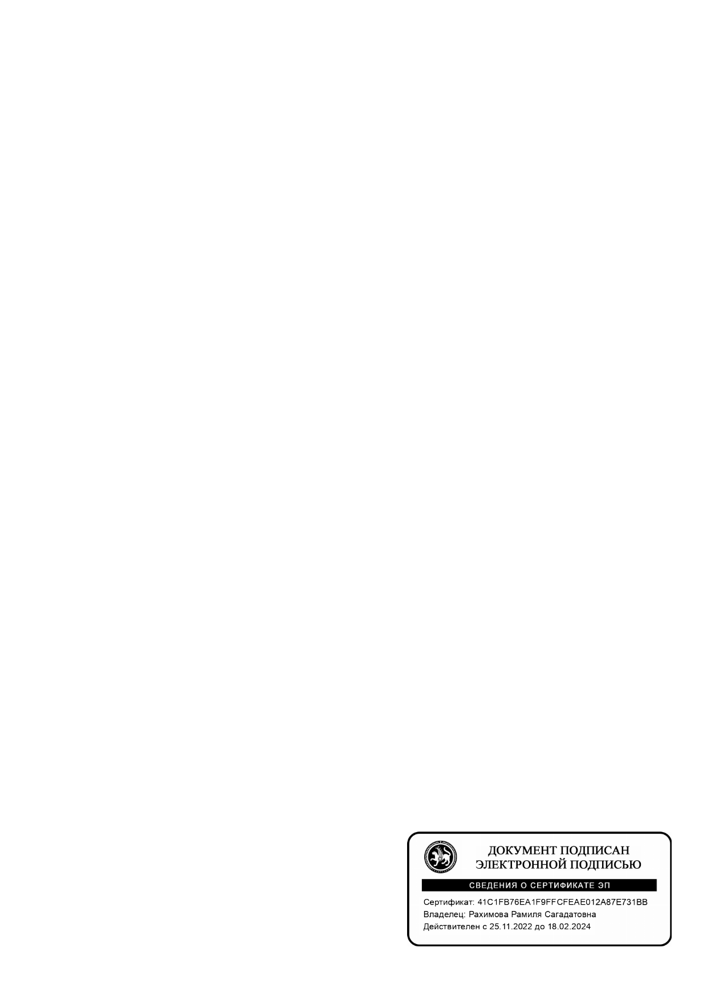 ДОКУМЕНТ ПОДПИСАН
ЭЛЕКТРОННОЙ ПОДПИСЬЮ
СВЕДЕНИЯ О СЕРТИФИКАТЕ ЭП
Сертификат: 41C1FB76EA1F9FFCFEAE012A87E731BB
Владелец: Рахимова Рамиля Сагадатовна
Действителен с 25.11.2022 до 18.02.2024